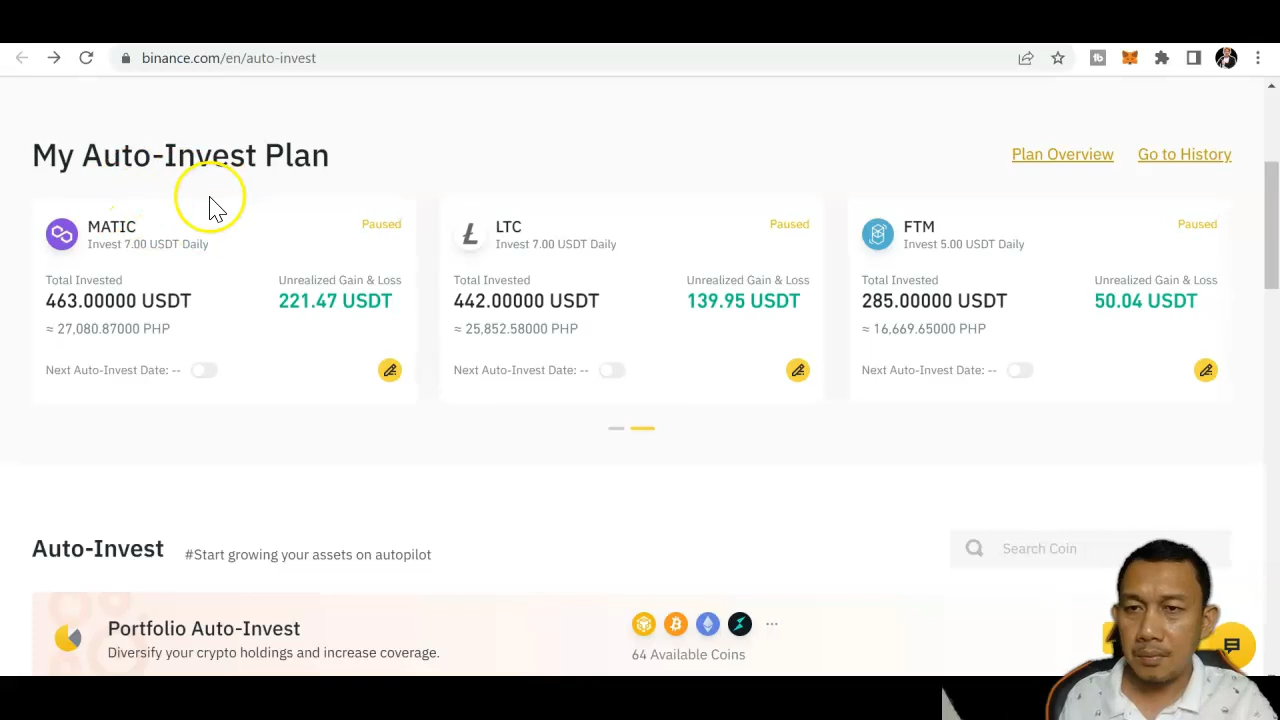 binance.com/en/auto-invest
My Auto-Invest Plan
Plan Overview
Go to History
MATIC
Paused
Invest 7.00 USDT Daily
Total Invested
Unrealized Gain & Loss
463.00000 USDT
221.47 USDT
≈ 27,080.87000 PHP
Next Auto-Invest Date: --
LTC
Paused
Invest 7.00 USDT Daily
Total Invested
Unrealized Gain & Loss
442.00000 USDT
139.95 USDT
≈ 25,852.58000 PHP
Next Auto-Invest Date: --
FTM
Paused
Invest 5.00 USDT Daily
Total Invested
Unrealized Gain & Loss
285.00000 USDT
50.04 USDT
≈ 16,669.65000 PHP
Next Auto-Invest Date: --
Auto-Invest
#Start growing your assets on autopilot
Search Coin
Portfolio Auto-Invest
Diversify your crypto holdings and increase coverage.
64 Available Coins